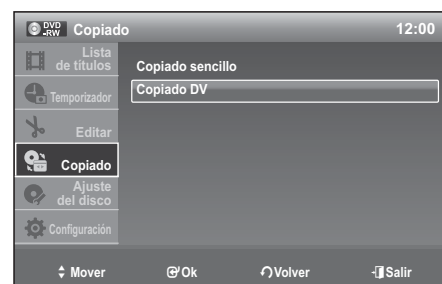 DVD
-RW
Copiado
12:00
Lista
de títulos
Temporizador
Editar
Copiado
Ajuste
del disco
Configuración
Copiado sencillo
Copiado DV
Mover
Ok
Volver
Salir